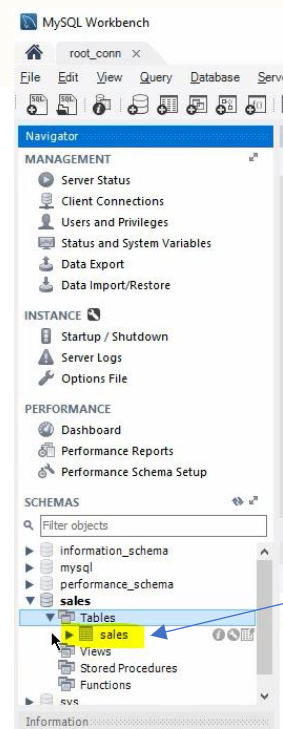 MySQL Workbench
root_conn ×
File Edit View Query Database Serv
Navigator
MANAGEMENT
Server Status
Client Connections
Users and Privileges
Status and System Variables
Data Export
Data Import/Restore
INSTANCE
Startup / Shutdown
Server Logs
Options File
PERFORMANCE
Dashboard
Performance Reports
Performance Schema Setup
SCHEMAS
Filter objects
information_schema
mysql
performance_schema
sales
Tables
sales
Views
Stored Procedures
Functions
sys
Information